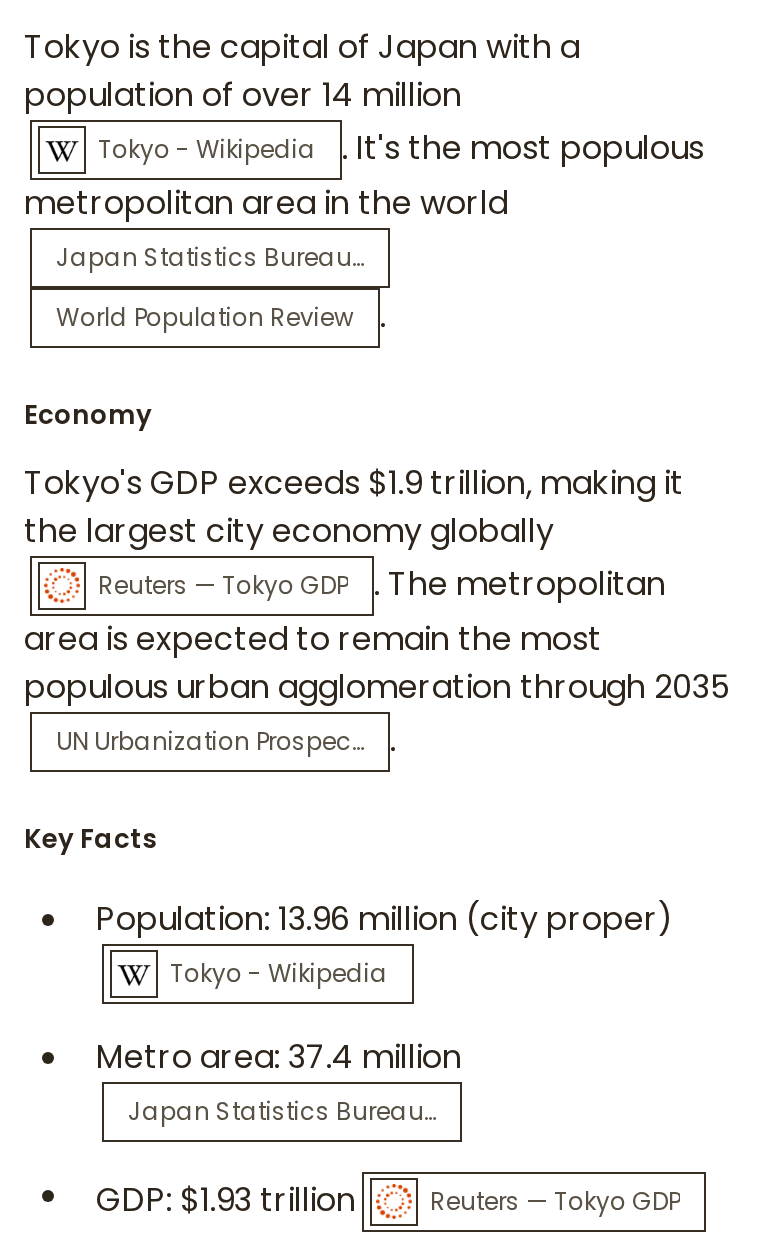 Tokyo is the capital of Japan with a
population of over 14 million
W Tokyo - Wikipedia . It's the most populous
metropolitan area in the world
Japan Statistics Bureau…
World Population Review .
Economy
Tokyo's GDP exceeds $1.9 trillion, making it
the largest city economy globally
Reuters — Tokyo GDP . The metropolitan
area is expected to remain the most
populous urban agglomeration through 2035
UN Urbanization Prospec… .
Key Facts
• Population: 13.96 million (city proper)
W Tokyo - Wikipedia
• Metro area: 37.4 million
Japan Statistics Bureau…
• GDP: $1.93 trillion Reuters — Tokyo GDP